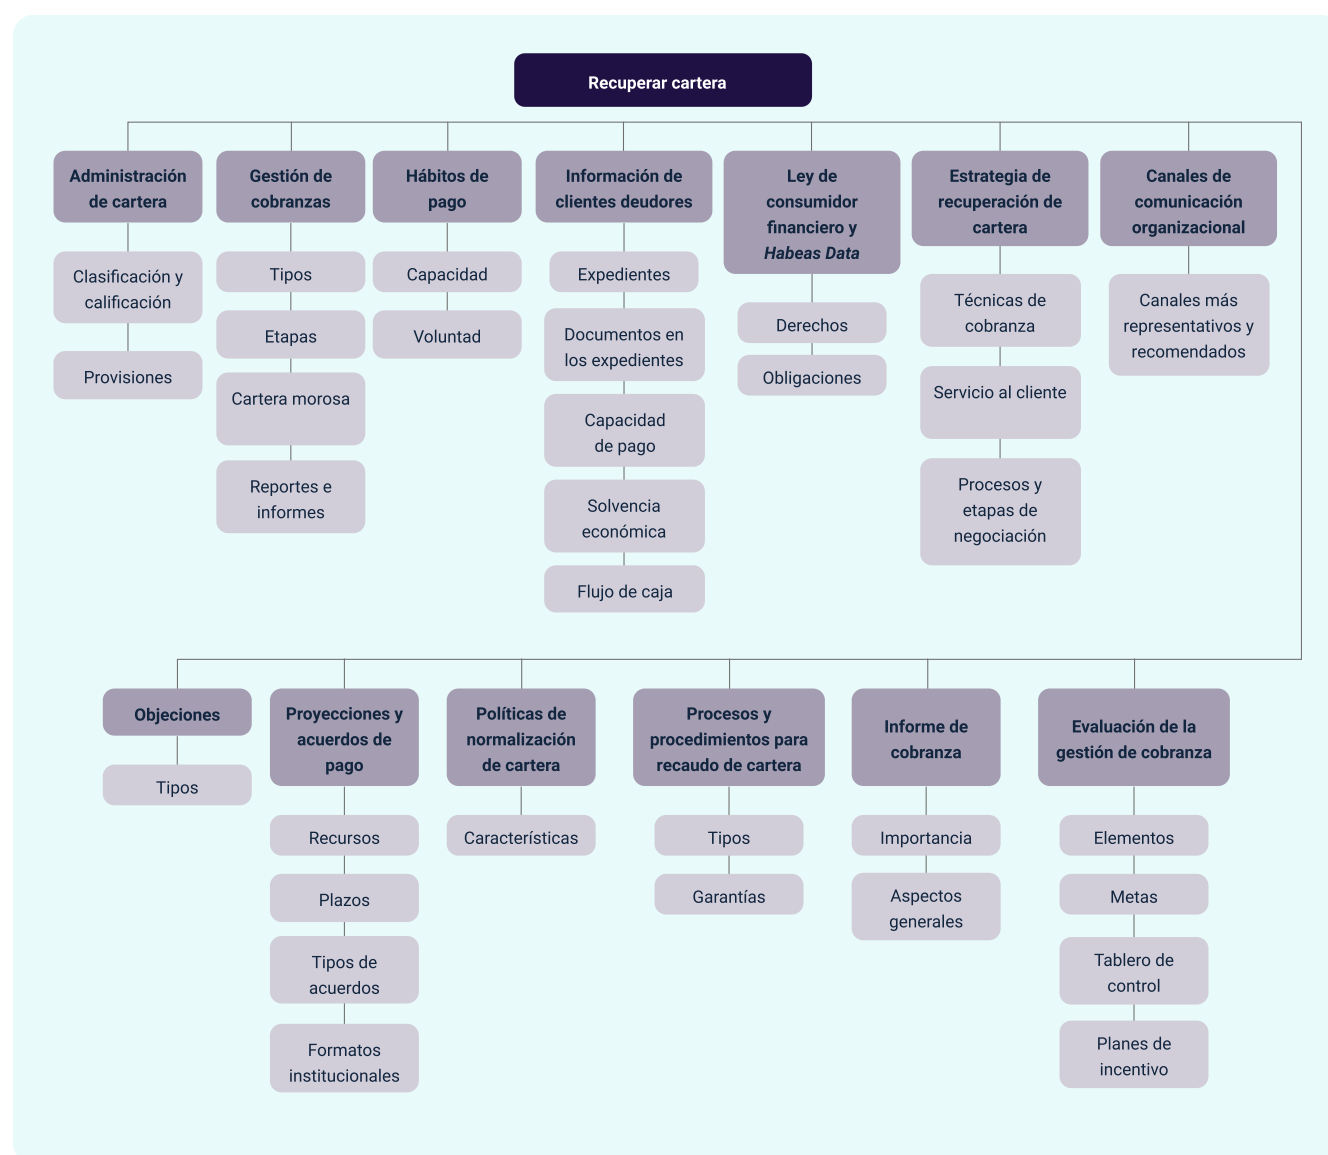 Recuperar cartera
Administración
de cartera
Clasificación y
calificación
Provisiones
Gestión de
cobranzas
Tipos
Etapas
Cartera morosa
Reportes e
informes
Hábitos de
pago
Capacidad
Voluntad
Información de
clientes deudores
Expedientes
Documentos en
los expedientes
Capacidad
de pago
Solvencia
económica
Flujo de caja
Ley de
consumidor
financiero y
Habeas Data
Derechos
Obligaciones
Estrategia de
recuperación de
cartera
Técnicas de
cobranza
Servicio al cliente
Procesos y
etapas de
negociación
Canales de
comunicación
organizacional
Canales más
representativos y
recomendados
Objeciones
Tipos
Proyecciones y
acuerdos de
pago
Recursos
Plazos
Tipos de
acuerdos
Formatos
institucionales
Políticas de
normalización
de cartera
Características
Procesos y
procedimientos para
recaudo de cartera
Tipos
Garantías
Informe de
cobranza
Importancia
Aspectos
generales
Evaluación de la
gestión de cobranza
Elementos
Metas
Tablero de
control
Planes de
incentivo